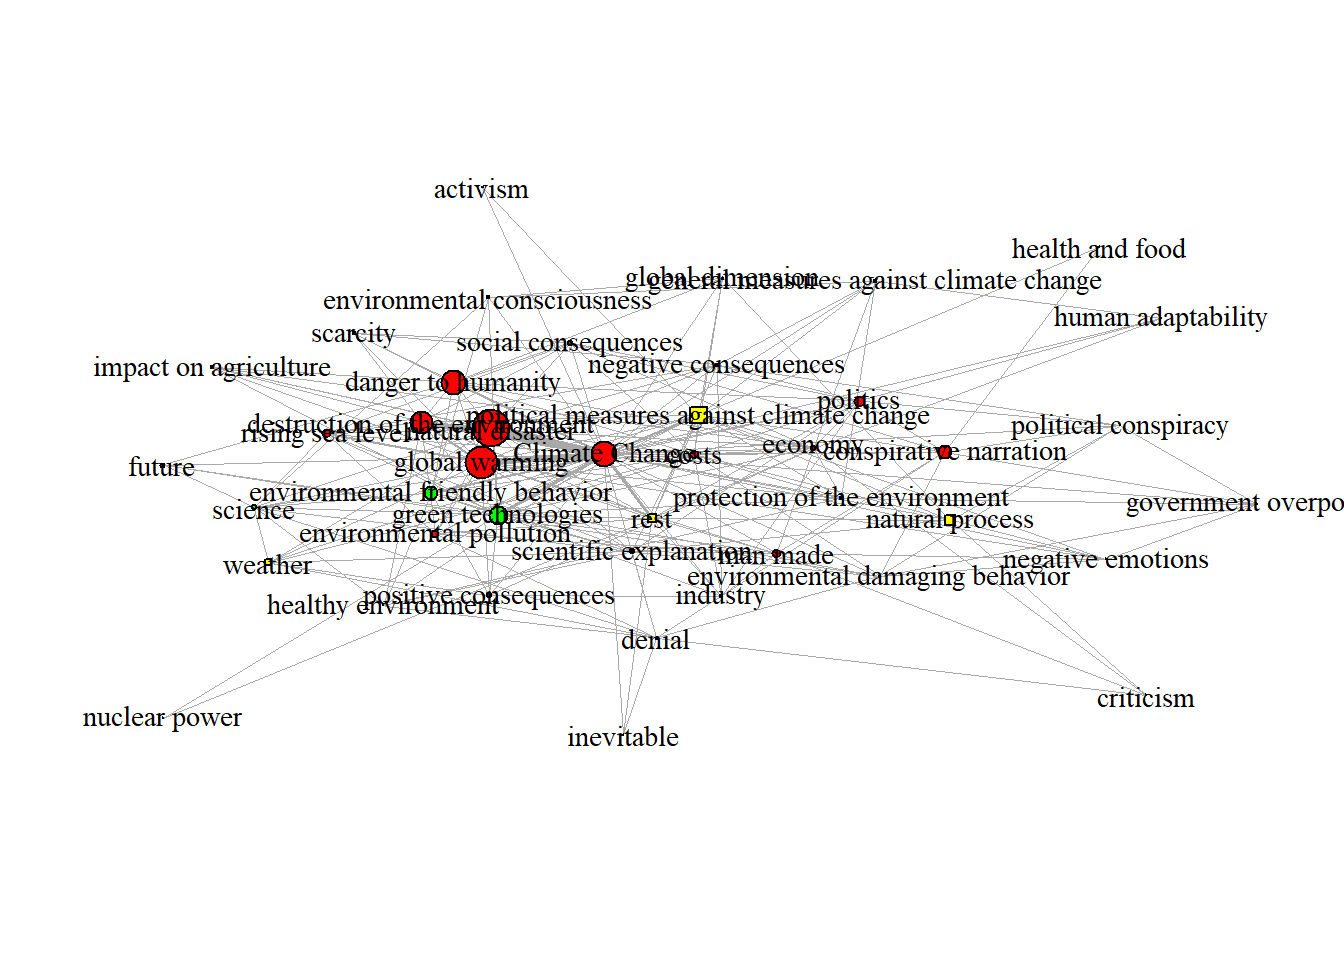 activism
health and food
global dimension
general measures against climate change
environmental consciousness
human adaptability
scarcity
social consequences
negative consequences
impact on agriculture
danger to humanity
politics
political measures against climate change
destruction of the environment
political conspiracy
rising sea level
natural disaster
economy
conspirative narration
Climate Change
costs
global warming
future
environmental friendly behavior
protection of the environment
government overpo
science
green technologies
rest
natural process
environmental pollution
scientific explanation
man made
negative emotions
weather
environmental damaging behavior
positive consequences
industry
healthy environment
denial
criticism
nuclear power
inevitable